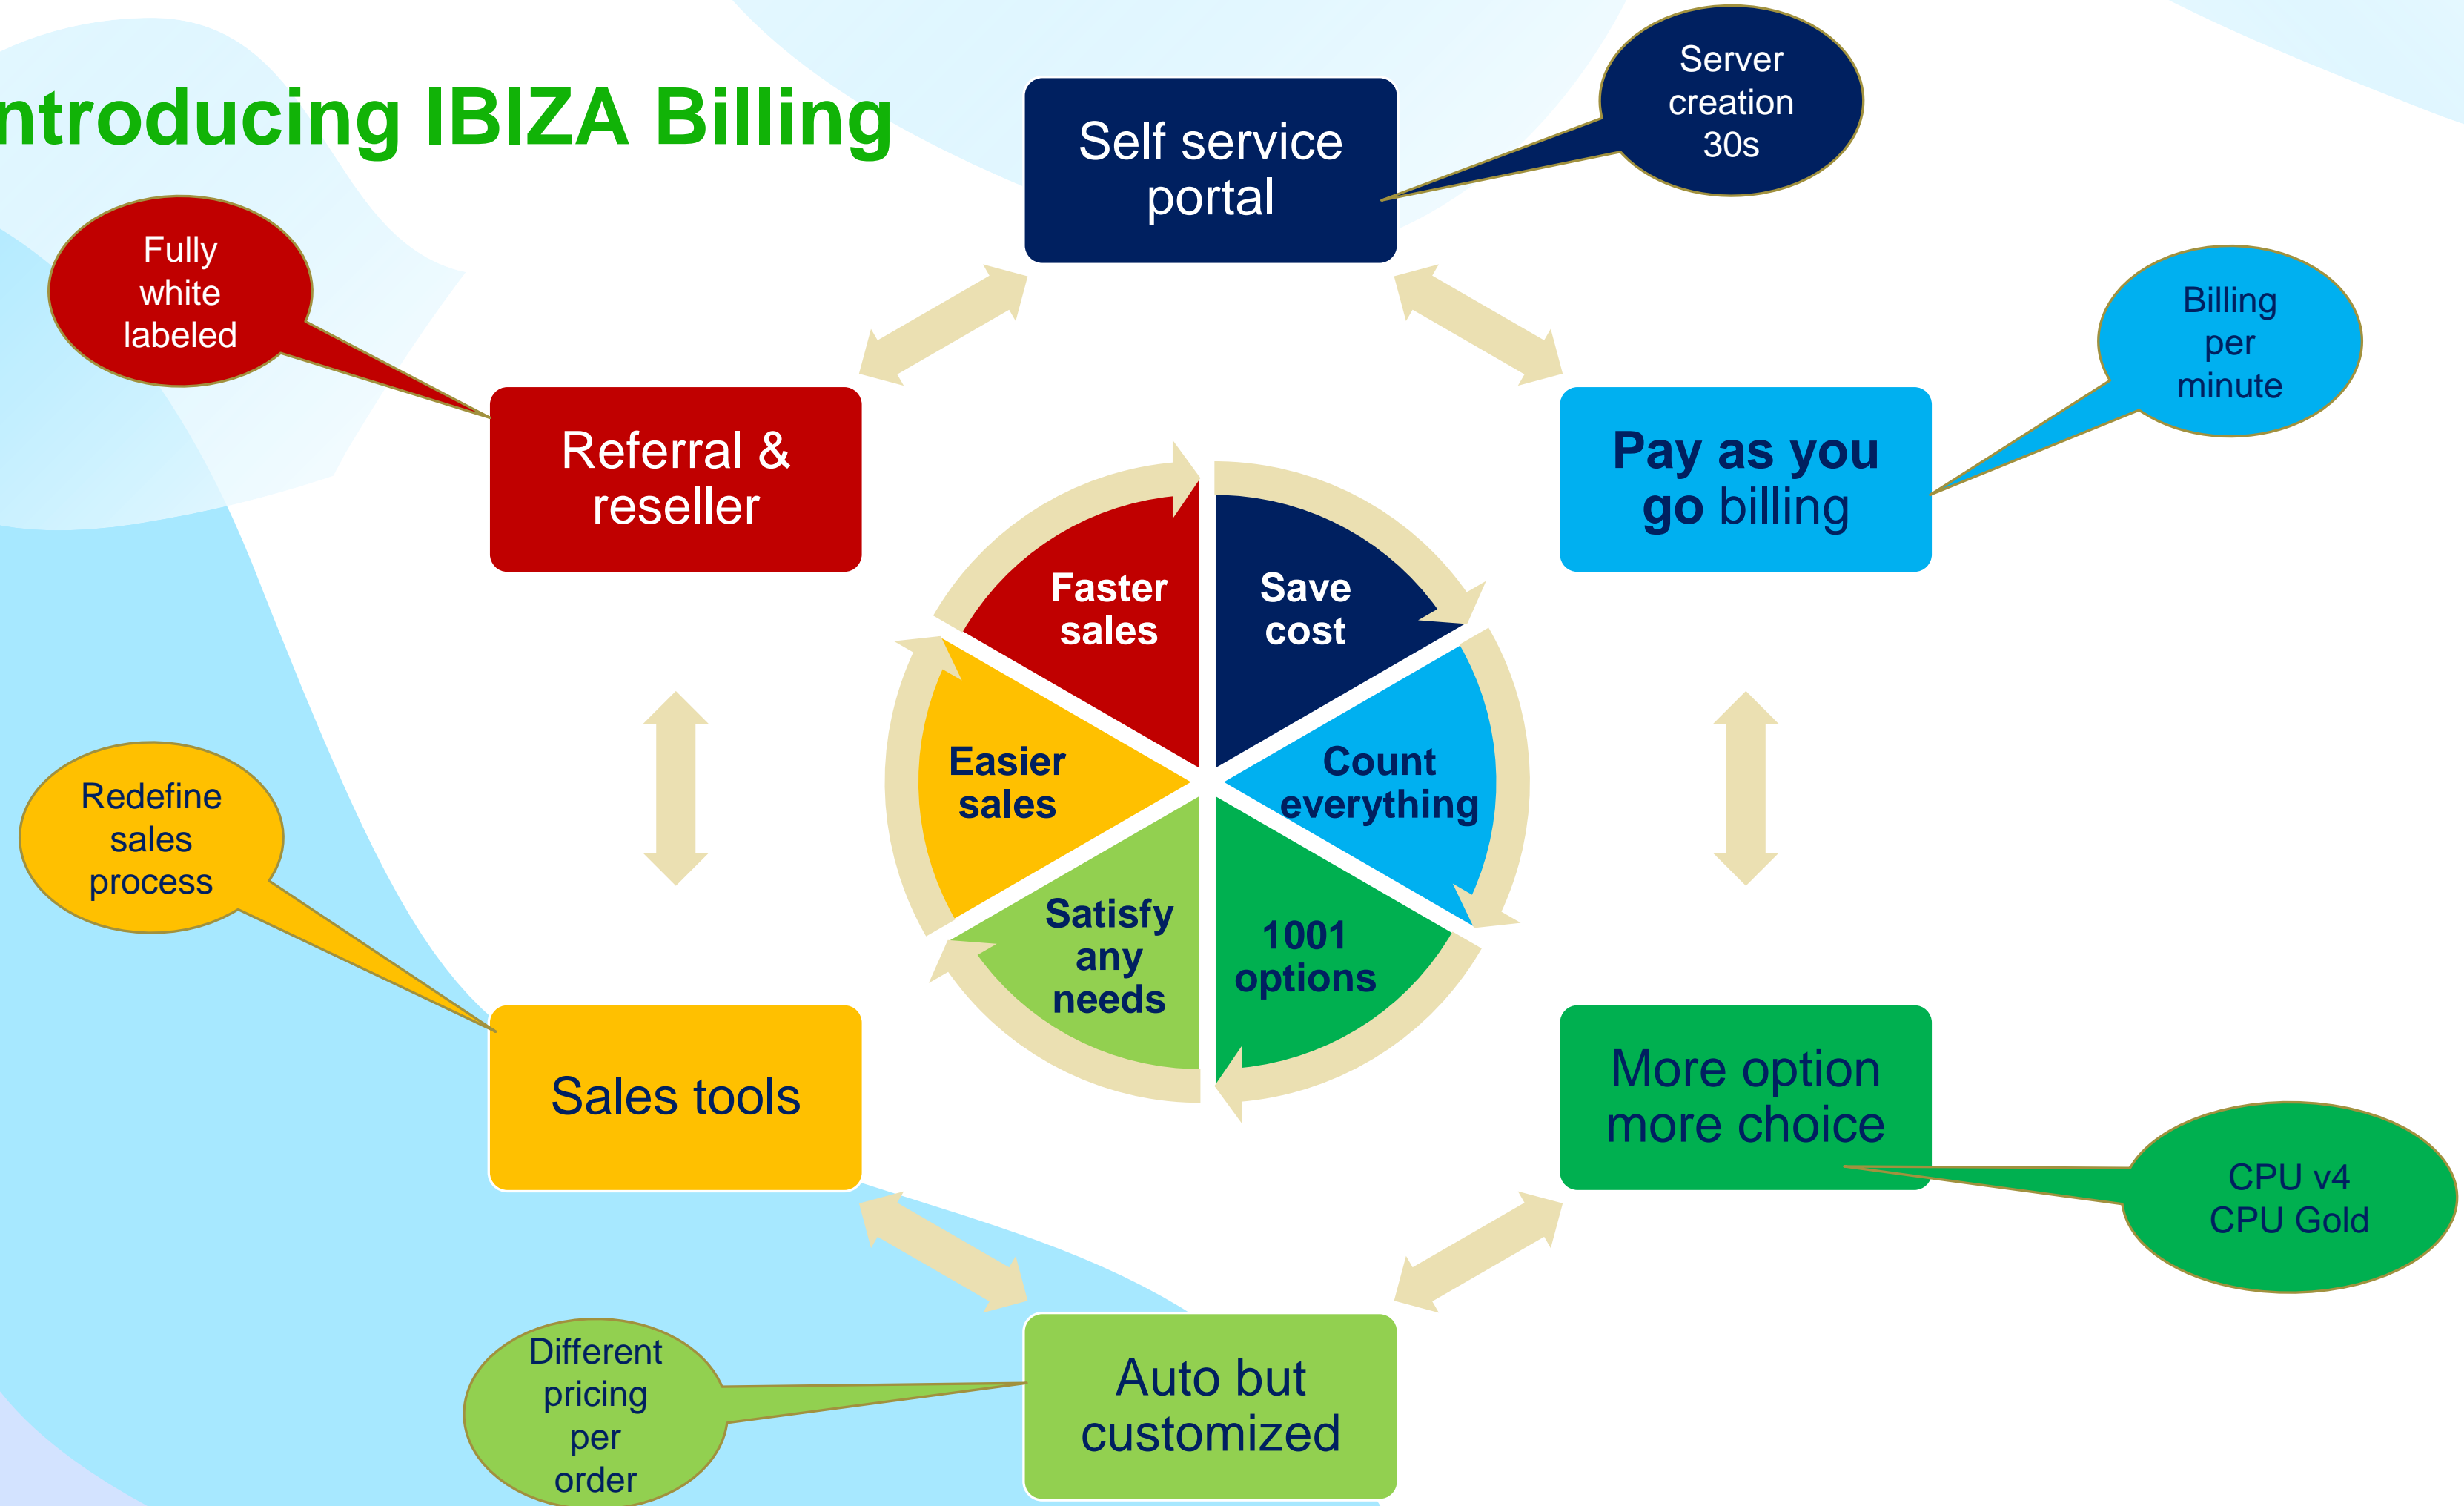 ntroducing IBIZA Billing
Server
creation
30s
Self service
portal
Fully
white
labeled
Billing
per
minute
Referral &
reseller
Pay as you
go billing
Faster
sales
Save
cost
Easier
sales
Count
everything
Satisfy
any
needs
1001
options
Redefine
sales
process
Sales tools
More option
more choice
CPU v4
CPU Gold
Different
pricing
per
order
Auto but
customized